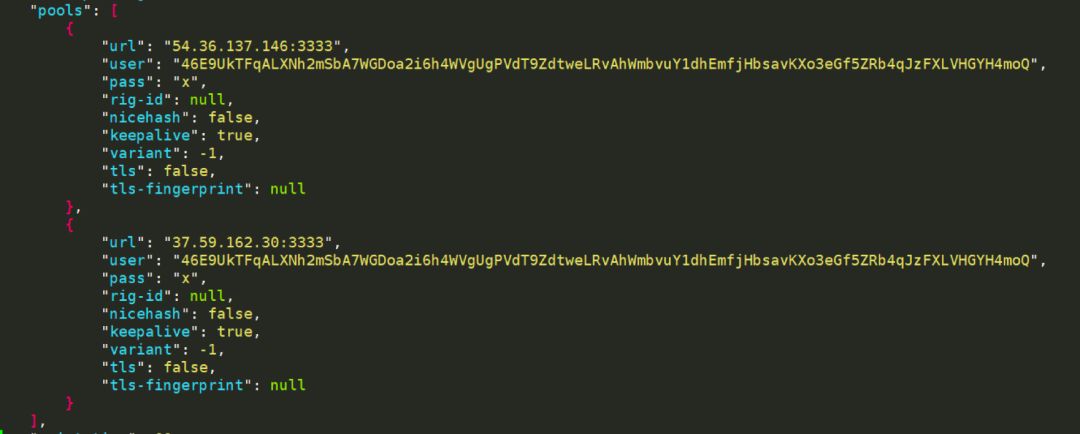 "pools": [
{
"url": "54.36.137.146:3333",
"user": "46E9UkTFqALXNh2mSbA7WGDoa2i6h4WVgUgPVdT9ZdtweLRvAhWmbvuY1dhEmfjHbsavKXo3eGf5ZRb4qJzFXLVHGYH4moQ",
"pass": "x",
"rig-id": null,
"nicehash": false,
"keepalive": true,
"variant": -1,
"tls": false,
"tls-fingerprint": null
},
{
"url": "37.59.162.30:3333",
"user": "46E9UkTFqALXNh2mSbA7WGDoa2i6h4WVgUgPVdT9ZdtweLRvAhWmbvuY1dhEmfjHbsavKXo3eGf5ZRb4qJzFXLVHGYH4moQ",
"pass": "x",
"rig-id": null,
"nicehash": false,
"keepalive": true,
"variant": -1,
"tls": false,
"tls-fingerprint": null
}
],